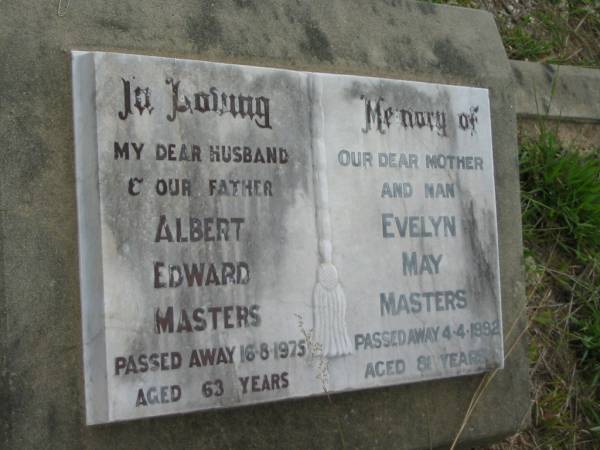 In Loving
MY DEAR HUSBAND
& OUR FATHER
ALBERT
EDWARD
MASTERS
PASSED AWAY 16·8·1975
AGED 63 YEARS
Memory of
OUR DEAR MOTHER
AND NAN
EVELYN
MAY
MASTERS
PASSED AWAY 4·4·1992
AGED 81 YEARS